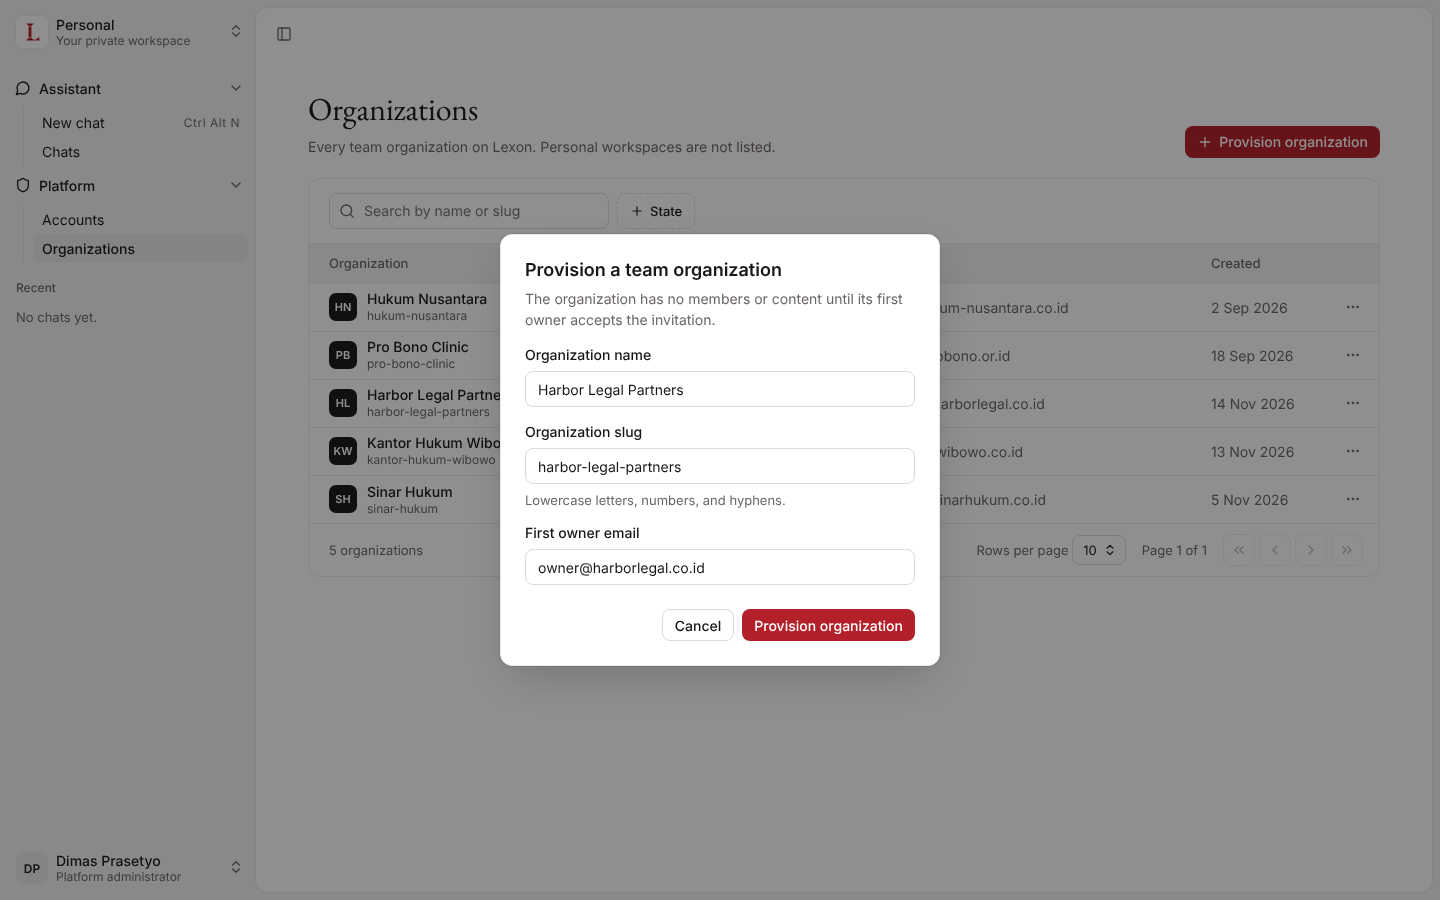 L
Personal
Your private workspace
Assistant
New chat
Ctrl Alt N
Chats
Platform
Accounts
Organizations
Recent
No chats yet.
DP
Dimas Prasetyo
Platform administrator
Organizations
Every team organization on Lexon. Personal workspaces are not listed.
Provision organization
Search by name or slug
State
Organization
Created
HN
Hukum Nusantara
hukum-nusantara
um-nusantara.co.id
2 Sep 2026
PB
Pro Bono Clinic
pro-bono-clinic
bono.or.id
18 Sep 2026
HL
Harbor Legal Partne
harbor-legal-partners
arborlegal.co.id
14 Nov 2026
KW
Kantor Hukum Wibo
kantor-hukum-wibowo
wibowo.co.id
13 Nov 2026
SH
Sinar Hukum
sinar-hukum
inarhukum.co.id
5 Nov 2026
5 organizations
Rows per page
10
Page 1 of 1
Provision a team organization
The organization has no members or content until its first
owner accepts the invitation.
Organization name
Harbor Legal Partners
Organization slug
harbor-legal-partners
Lowercase letters, numbers, and hyphens.
First owner email
owner@harborlegal.co.id
Cancel
Provision organization